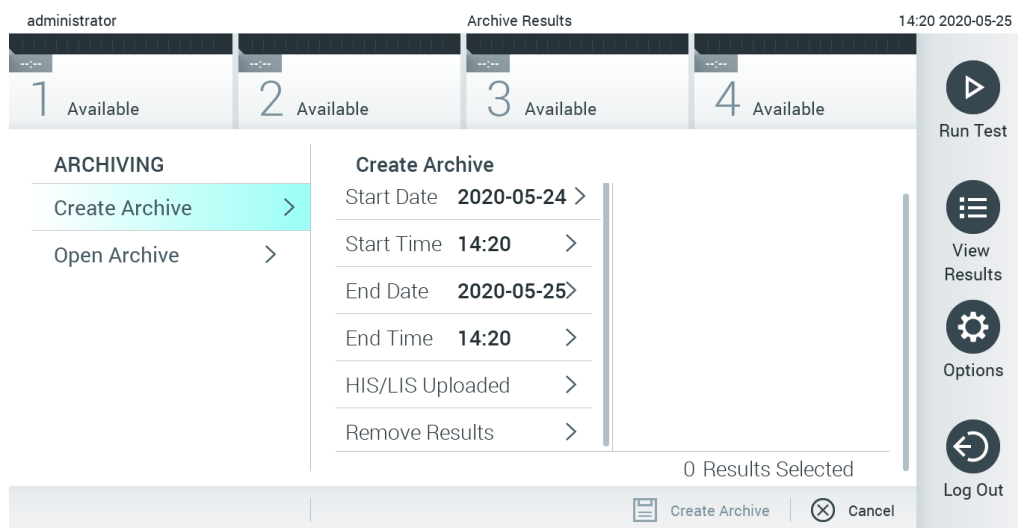 administrator
Archive Results
14:20 2020-05-25
--:--
1 Available
--:--
2 Available
--:--
3 Available
--:--
4 Available
ARCHIVING
Create Archive
Open Archive
Create Archive
Start Date 2020-05-24
Start Time 14:20
End Date 2020-05-25
End Time 14:20
HIS/LIS Uploaded
Remove Results
0 Results Selected
Create Archive
Cancel
Run Test
View
Results
Options
Log Out